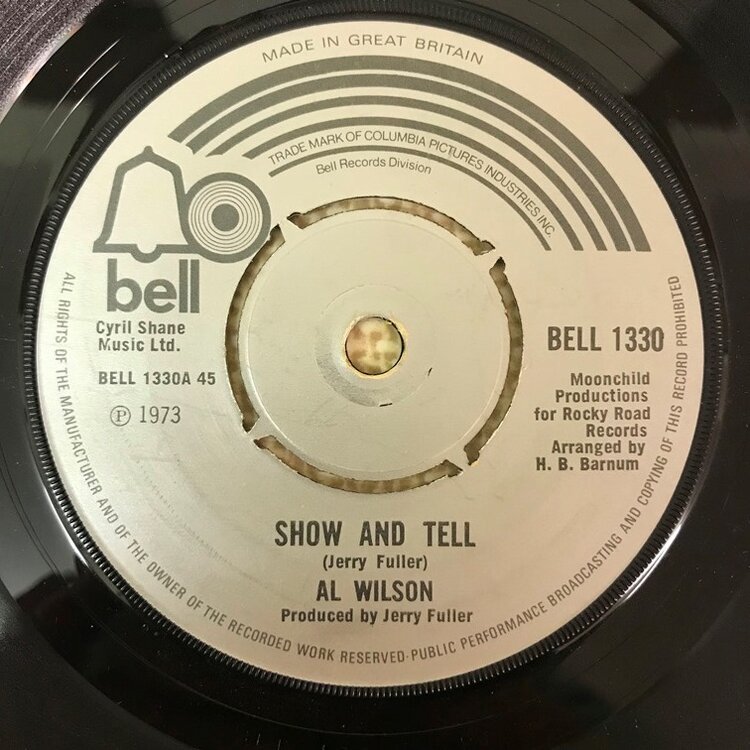 MADE IN GREAT BRITAIN
TRADE MARK OF COLUMBIA PICTURES INDUSTRIES INC.
Bell Records Division
bell
Cyril Shane
Music Ltd.
BELL 1330A 45
℗ 1973
BELL 1330
Moonchild
Productions
for Rocky Road
Records
Arranged by
H. B. Barnum
SHOW AND TELL
(Jerry Fuller)
AL WILSON
Produced by Jerry Fuller
ALL RIGHTS OF THE MANUFACTURER AND OF THE OWNER OF THE RECORDED WORK RESERVED·PUBLIC PERFORMANCE BROADCASTING AND COPYING OF THIS RECORD PROHIBITED